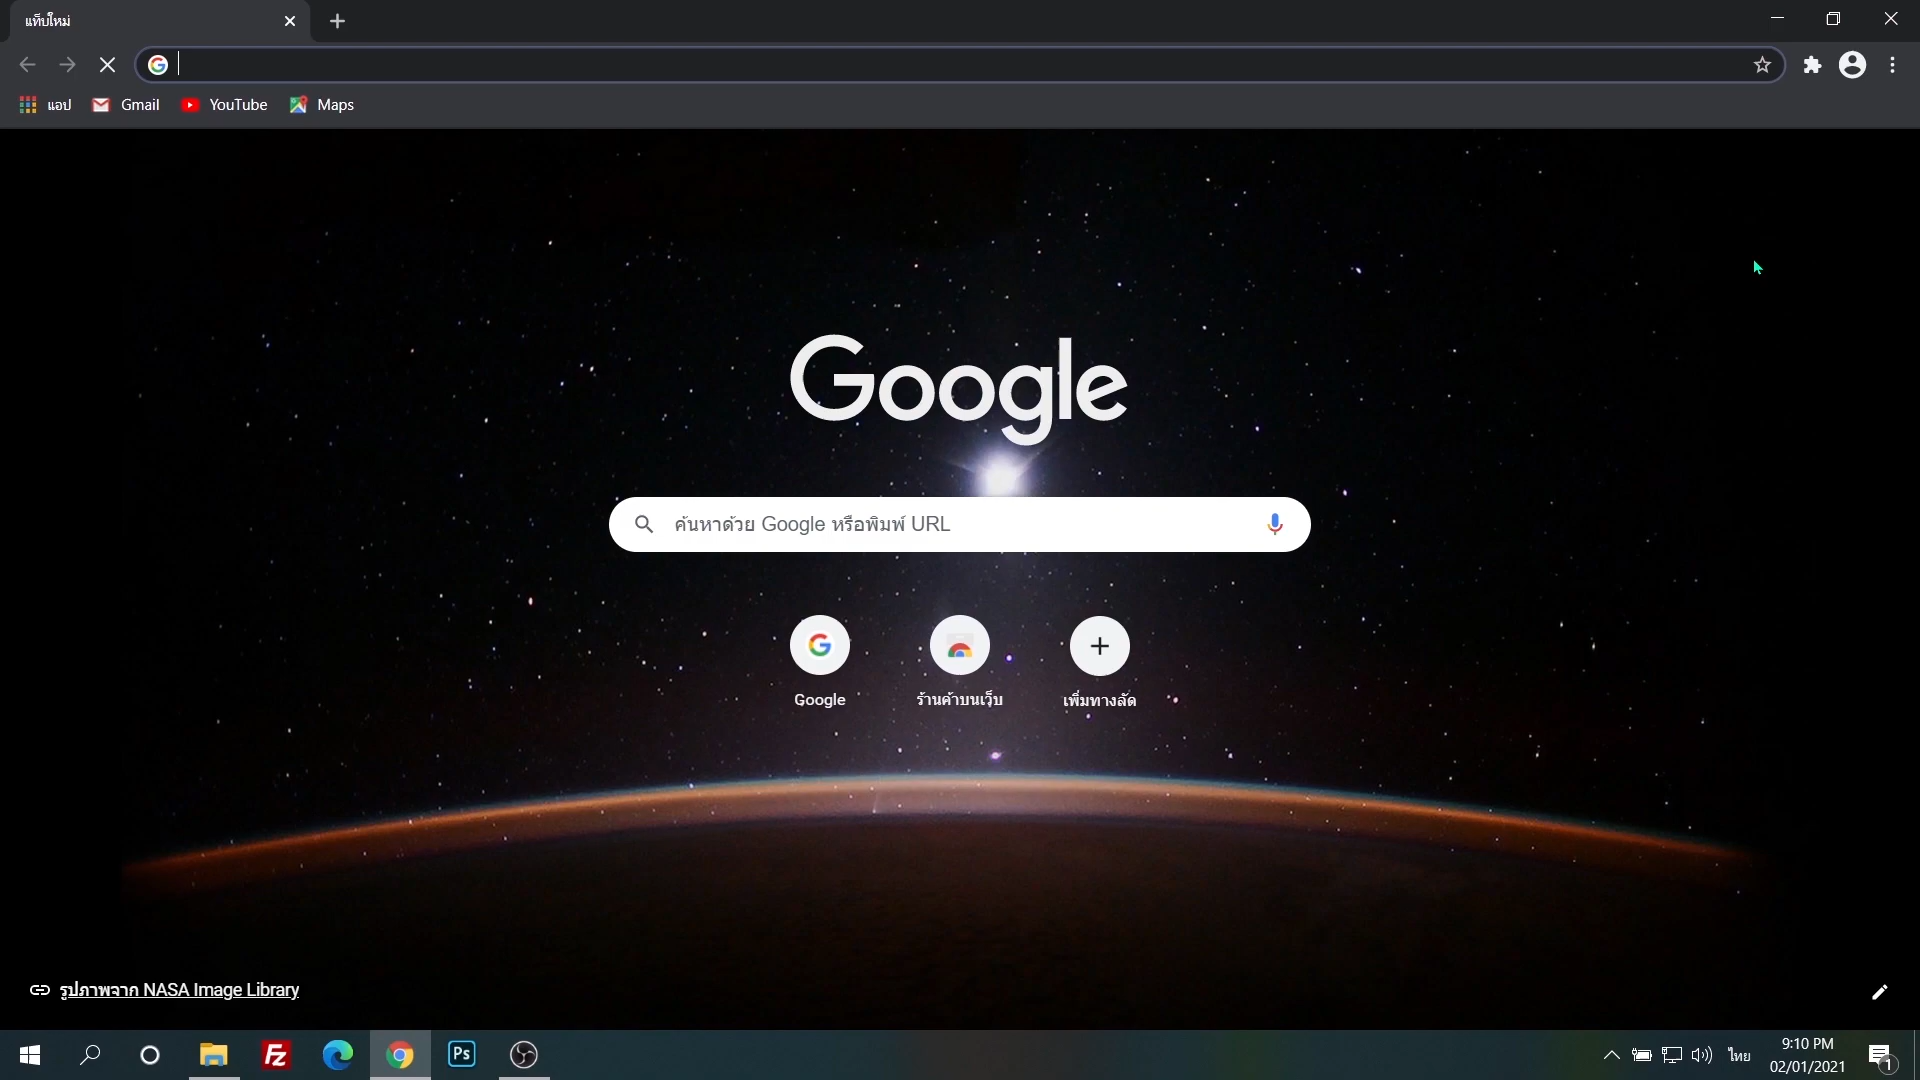 แท็บใหม่
แอป Gmail YouTube Maps
Google
ค้นหาด้วย Google หรือพิมพ์ URL
Google ร้านค้าบนเว็บ เพิ่มทางลัด
รูปภาพจาก NASA Image Library
Fz Ps ไทย 9:10 PM
02/01/2021 1